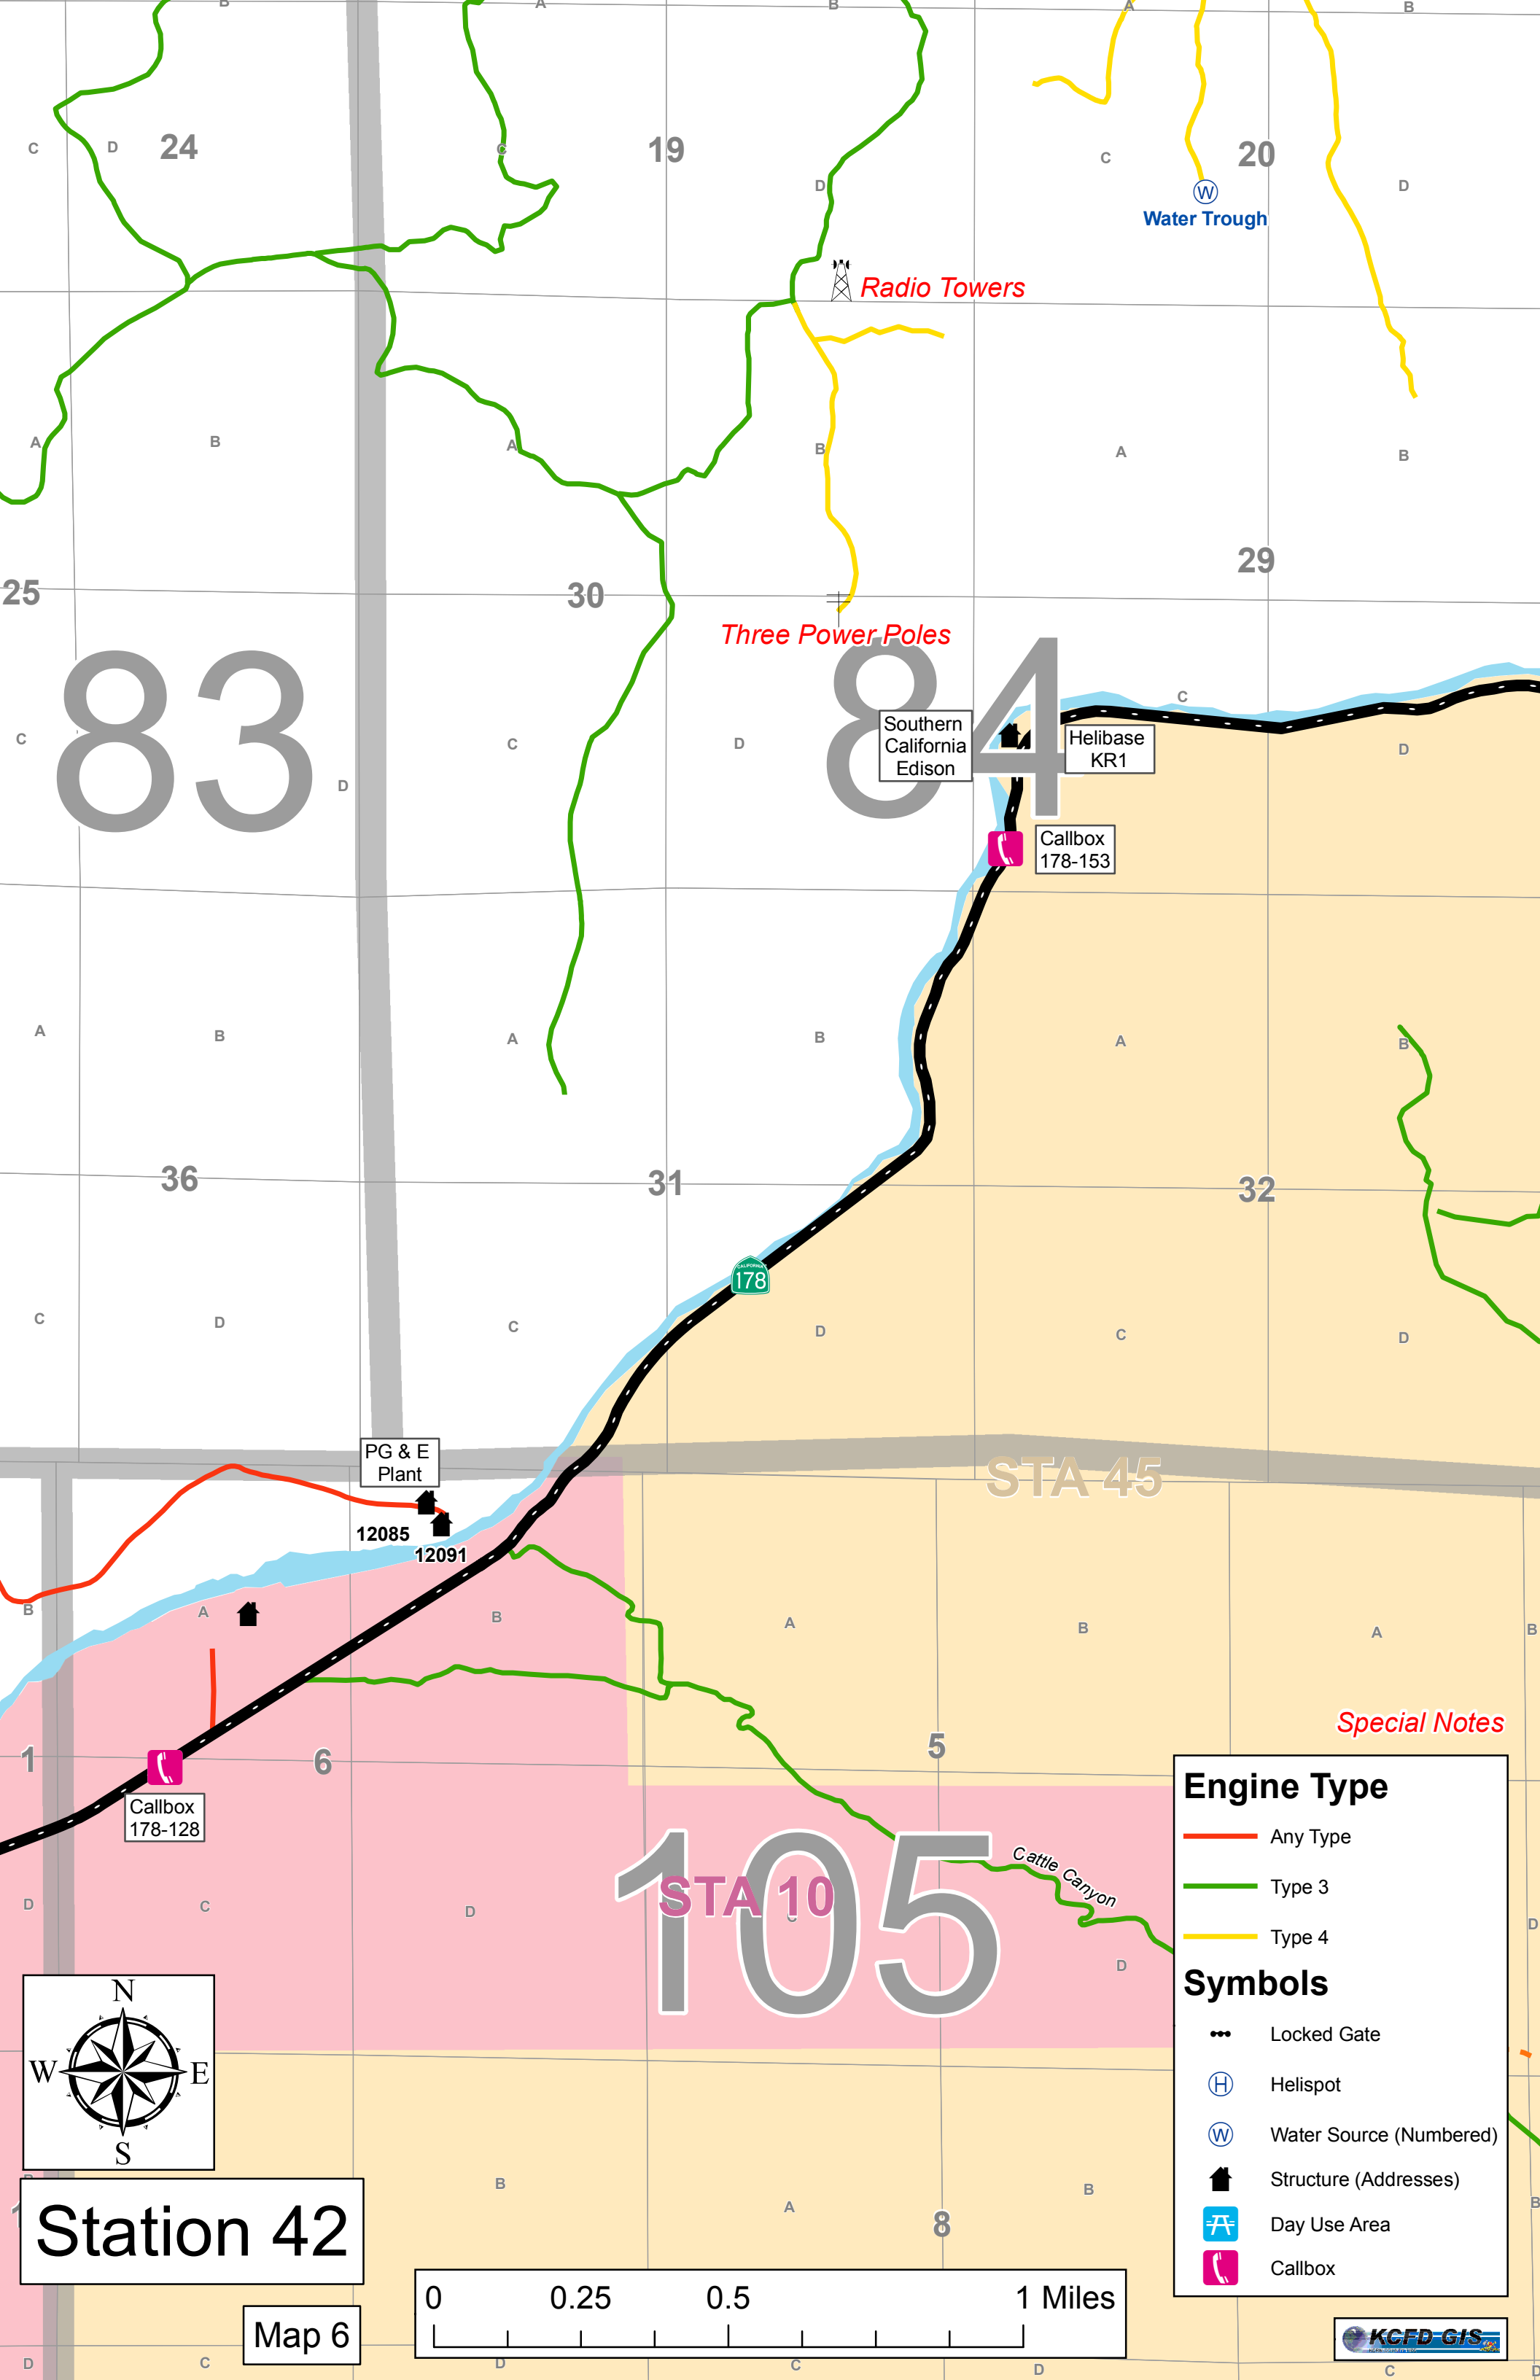 B
A
B
A
B
C
D
24
C
19
D
C
20
D
W
Water Trough
Radio Towers
A
B
A
B
A
B
25
30
29
Three Power Poles
83
84
C
D
C
D
C
D
Southern
California
Edison
Helibase
KR1
Callbox
178-153
A
B
A
B
A
B
36
31
32
CALIFORNIA
178
C
D
C
D
C
D
PG & E
Plant
STA 45
12085
12091
B
A
B
A
B
A
B
1
6
5
Special Notes
Callbox
178-128
Engine Type
Any Type
Type 3
Type 4
Cattle Canyon
105
STA 10
D
C
D
C
D
D
Symbols
Locked Gate
H Helispot
W Water Source (Numbered)
Structure (Addresses)
Day Use Area
Callbox
N
W
E
S
B
A
B
B
8
Station 42
Map 6
0
0.25
0.5
1 Miles
KCFD GIS
D
C
D
C
D
C
D